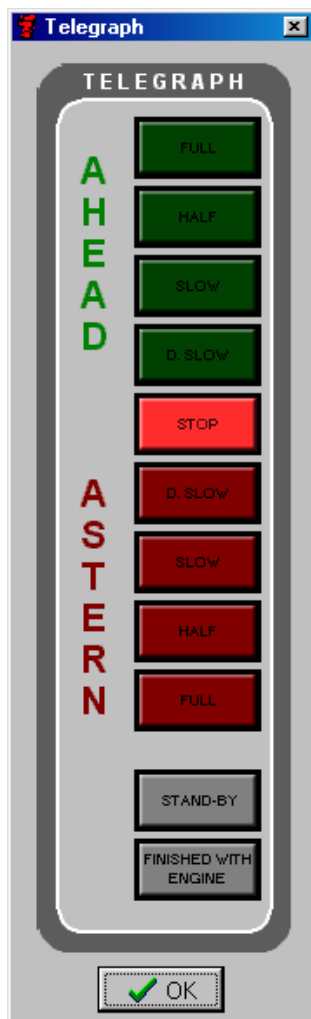 Telegraph
TELEGRAPH
AHEAD
FULL
HALF
SLOW
D. SLOW
STOP
ASTERN
D. SLOW
SLOW
HALF
FULL
STAND-BY
FINISHED WITH
ENGINE
OK